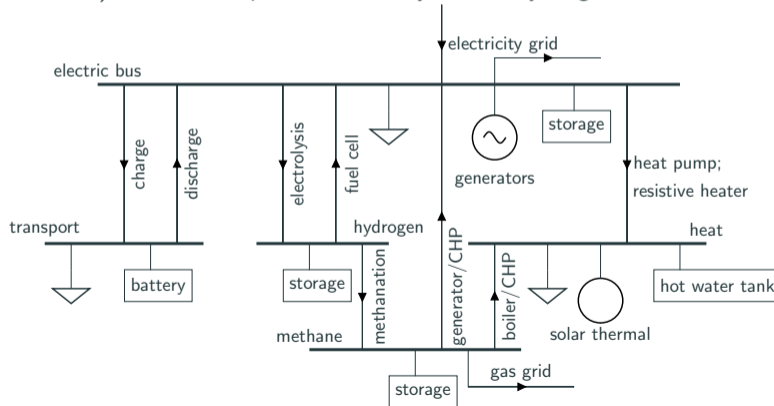 electricity grid
electric bus
storage
charge
discharge
electrolysis
fuel cell
generators
heat pump;
resistive heater
transport
hydrogen
heat
battery
storage
methanation
generator/CHP
boiler/CHP
hot water tank
solar thermal
methane
gas grid
storage